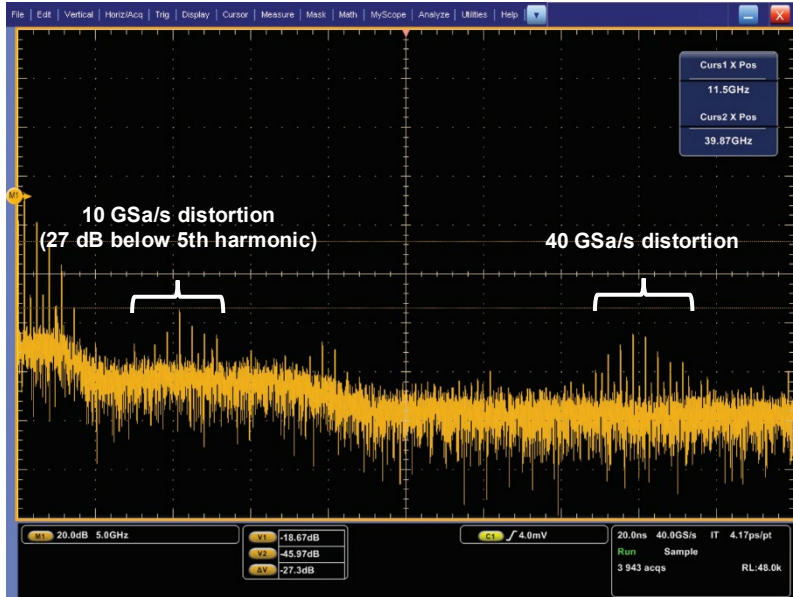 File | Edit | Vertical | Horiz/Acq | Trig | Display | Cursor | Measure | Mask | Math | MyScope | Analyze | Utilities | Help
X
Curs1 X Pos
11.5GHz
Curs2 X Pos
39.87GHz
M1
10 GSa/s distortion
(27 dB below 5th harmonic)
40 GSa/s distortion
M1 20.0dB 5.0GHz
V1 -18.67dB
V2 -45.97dB
ΔV -27.3dB
C1 4.0mV
20.0ns 40.0GS/s IT 4.17ps/pt
Run Sample
3 943 acqs RL:48.0k